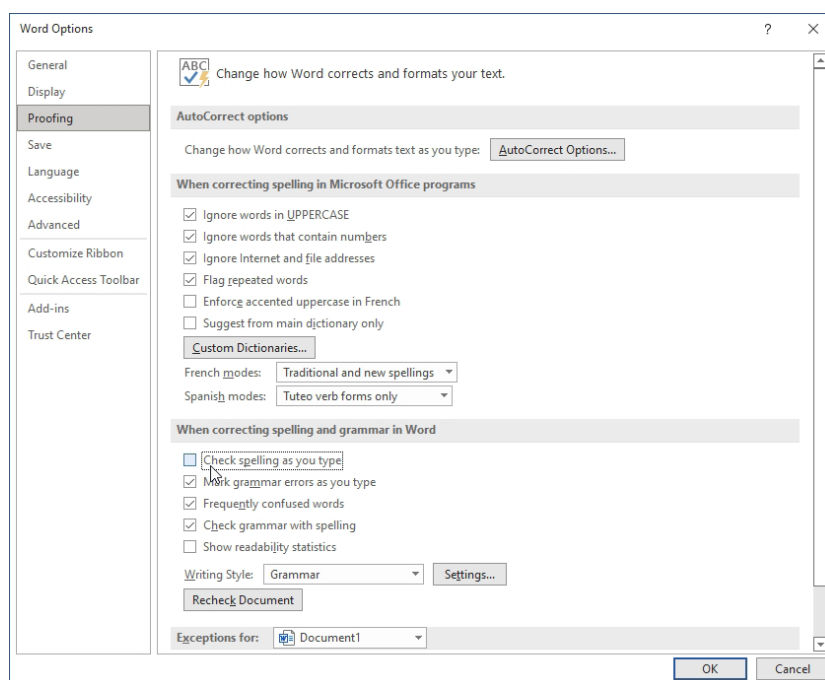 Word Options
?
General
Display
Proofing
Save
Language
Accessibility
Advanced
Customize Ribbon
Quick Access Toolbar
Add-ins
Trust Center
ABC
Change how Word corrects and formats your text.
AutoCorrect options
Change how Word corrects and formats text as you type: AutoCorrect Options...
When correcting spelling in Microsoft Office programs
Ignore words in UPPERCASE
Ignore words that contain numbers
Ignore Internet and file addresses
Flag repeated words
Enforce accented uppercase in French
Suggest from main dictionary only
Custom Dictionaries...
French modes: Traditional and new spellings
Spanish modes: Tuteo verb forms only
When correcting spelling and grammar in Word
Check spelling as you type
Mark grammar errors as you type
Frequently confused words
Check grammar with spelling
Show readability statistics
Writing Style: Grammar Settings...
Recheck Document
Exceptions for: Document1
OK Cancel